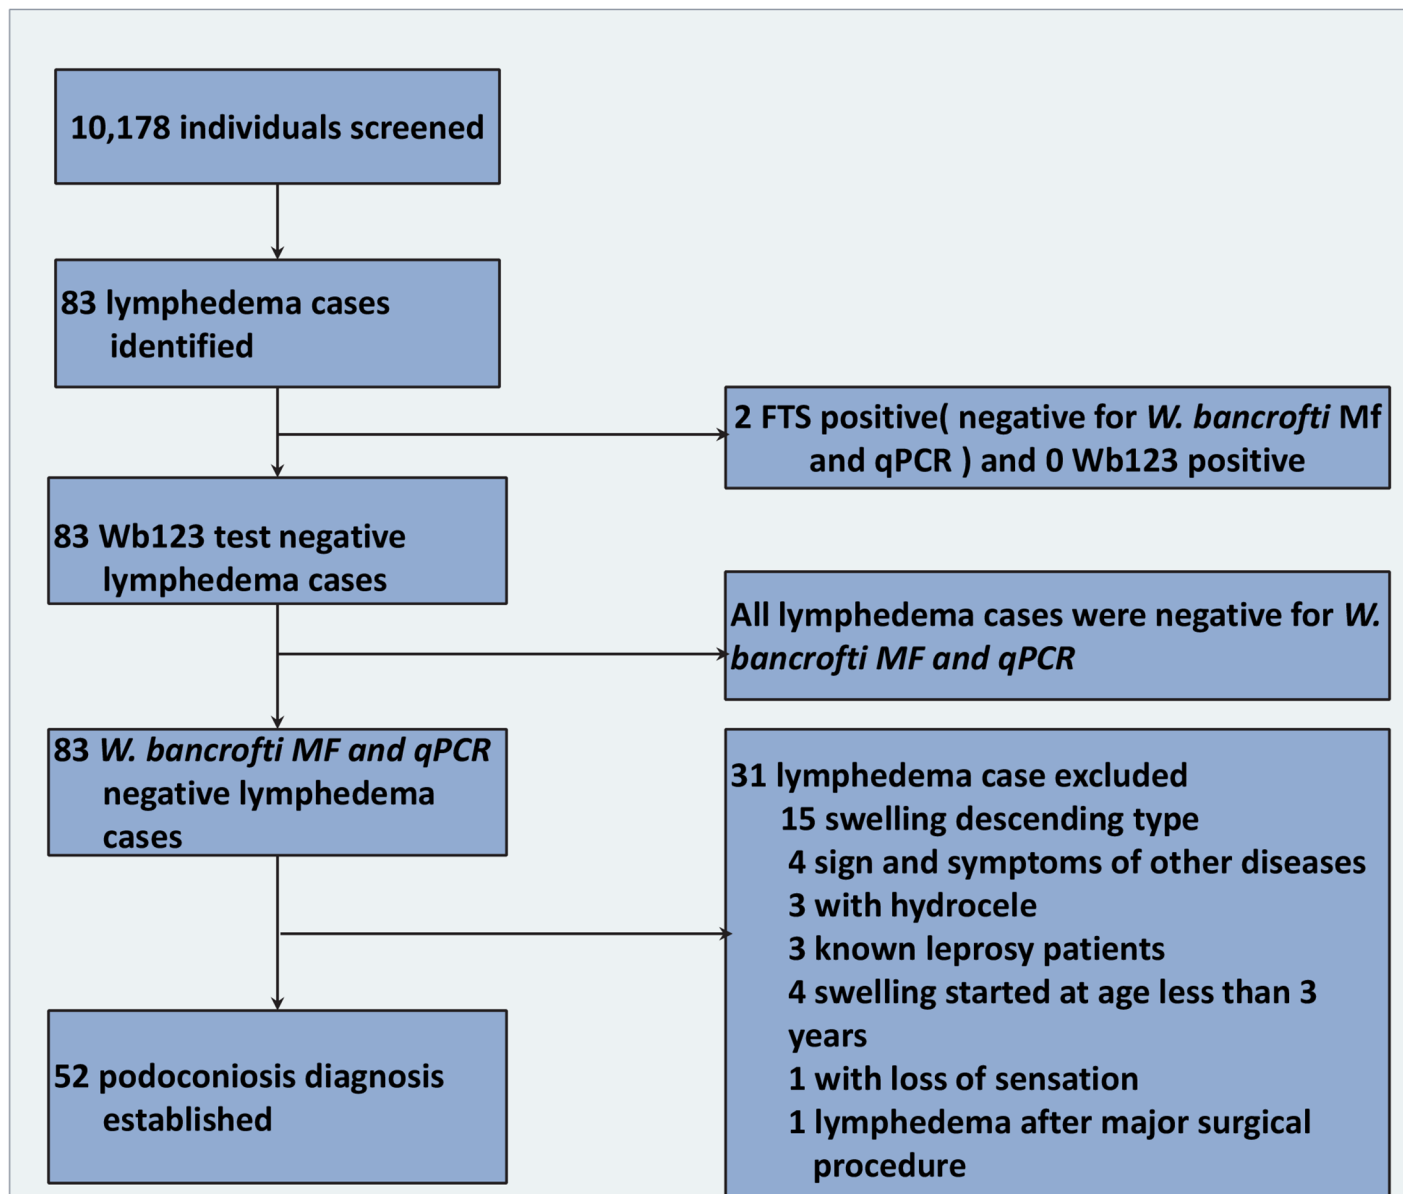 10,178 individuals screened
83 lymphedema cases
identified
2 FTS positive( negative for W. bancrofti Mf
and qPCR ) and 0 Wb123 positive
83 Wb123 test negative
lymphedema cases
All lymphedema cases were negative for W.
bancrofti MF and qPCR
83 W. bancrofti MF and qPCR
negative lymphedema
cases
31 lymphedema case excluded
15 swelling descending type
4 sign and symptoms of other diseases
3 with hydrocele
3 known leprosy patients
4 swelling started at age less than 3
years
1 with loss of sensation
1 lymphedema after major surgical
procedure
52 podoconiosis diagnosis
established